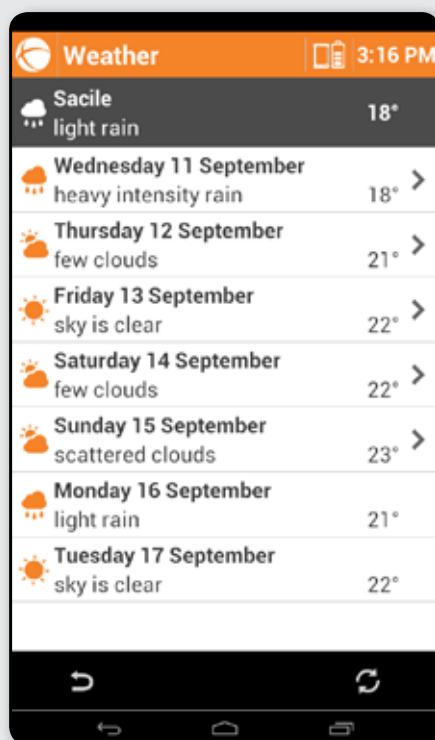 Weather
3:16 PM
Sacile
18°
light rain
Wednesday 11 September
heavy intensity rain
18°
Thursday 12 September
few clouds
21°
Friday 13 September
sky is clear
22°
Saturday 14 September
few clouds
22°
Sunday 15 September
scattered clouds
23°
Monday 16 September
light rain
21°
Tuesday 17 September
sky is clear
22°